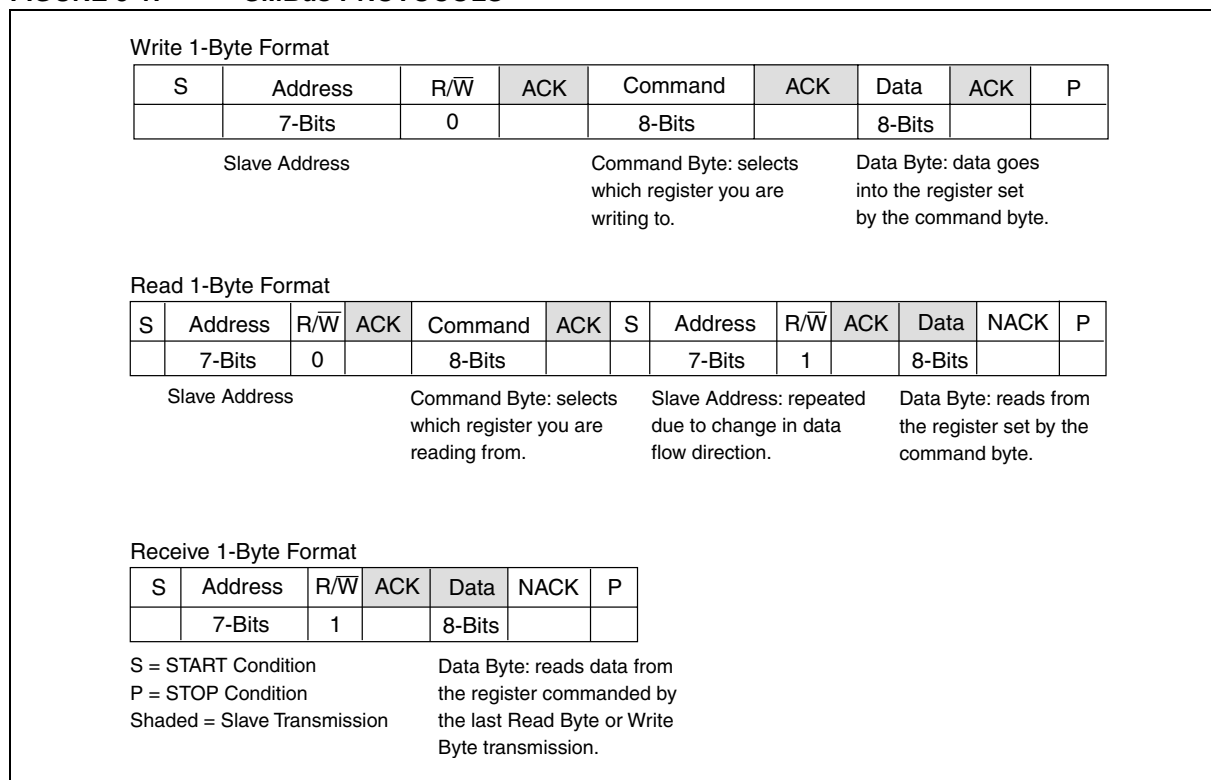 Write 1-Byte Format
S Address R/W̅ ACK Command ACK Data ACK P
7-Bits 0 8-Bits 8-Bits
Slave Address
Command Byte: selects
which register you are
writing to.
Data Byte: data goes
into the register set
by the command byte.
Read 1-Byte Format
S Address R/W̅ ACK Command ACK S Address R/W̅ ACK Data NACK P
7-Bits 0 8-Bits 7-Bits 1 8-Bits
Slave Address
Command Byte: selects
which register you are
reading from.
Slave Address: repeated
due to change in data
flow direction.
Data Byte: reads from
the register set by the
command byte.
Receive 1-Byte Format
S Address R/W̅ ACK Data NACK P
7-Bits 1 8-Bits
S = START Condition
P = STOP Condition
Shaded = Slave Transmission
Data Byte: reads data from
the register commanded by
the last Read Byte or Write
Byte transmission.